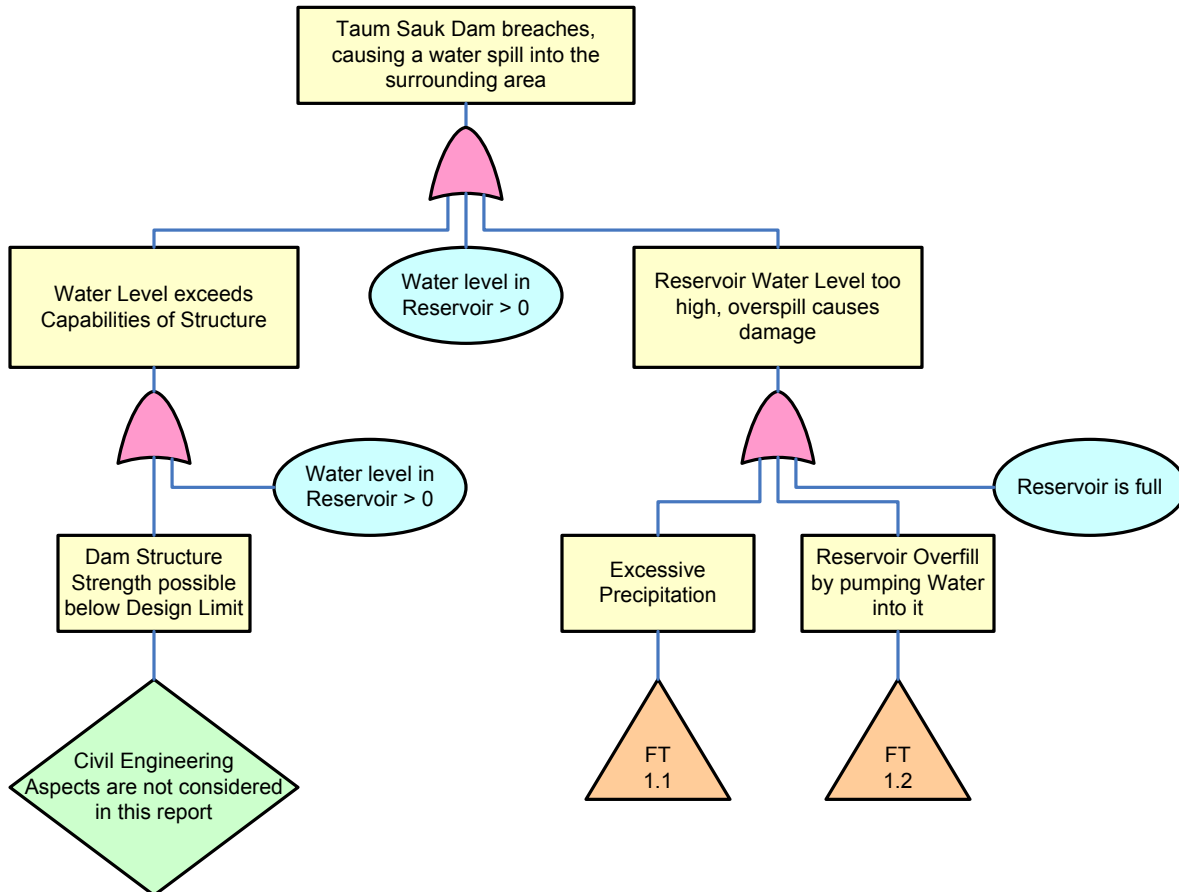 Taum Sauk Dam breaches,
causing a water spill into the
surrounding area
Water Level exceeds
Capabilities of Structure
Water level in
Reservoir > 0
Reservoir Water Level too
high, overspill causes
damage
Water level in
Reservoir > 0
Reservoir is full
Dam Structure
Strength possible
below Design Limit
Excessive
Precipitation
Reservoir Overfill
by pumping Water
into it
Civil Engineering
Aspects are not considered
in this report
FT
1.1
FT
1.2